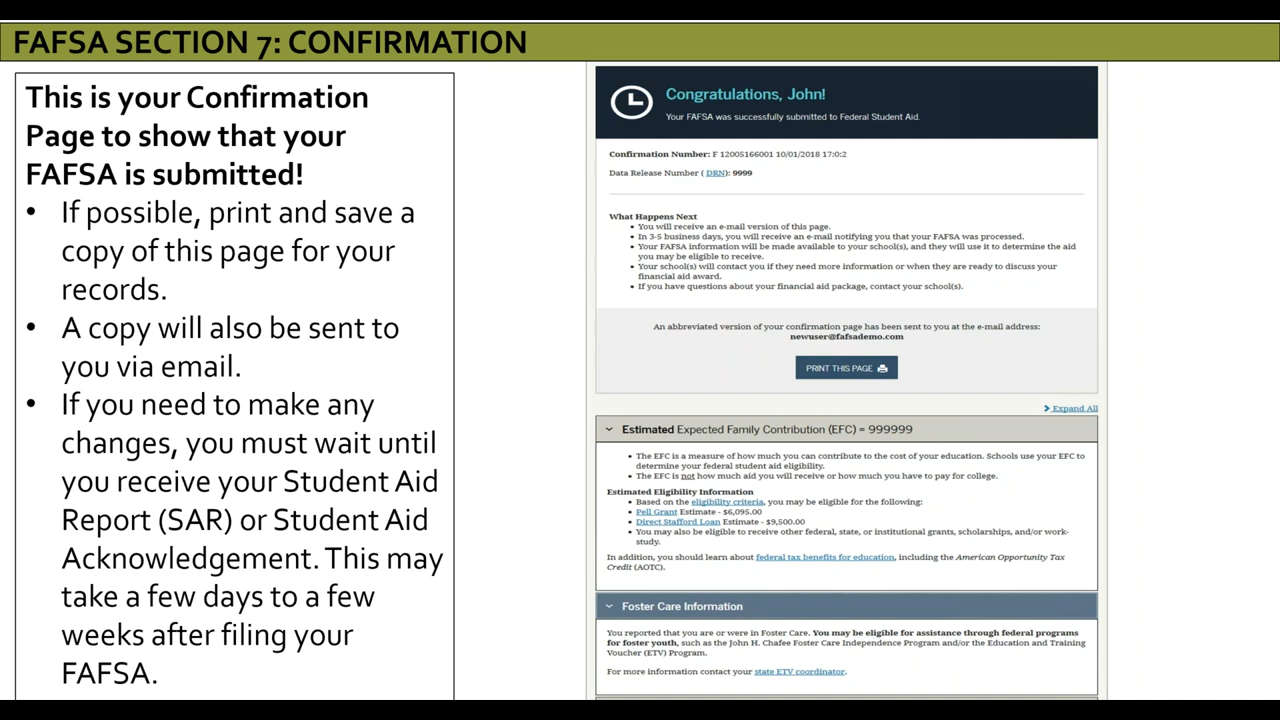 FAFSA SECTION 7: CONFIRMATION
This is your Confirmation
Page to show that your
FAFSA is submitted!
• If possible, print and save a
copy of this page for your
records.
• A copy will also be sent to
you via email.
• If you need to make any
changes, you must wait until
you receive your Student Aid
Report (SAR) or Student Aid
Acknowledgement. This may
take a few days to a few
weeks after filing your
FAFSA.
Congratulations, John!
Your FAFSA was successfully submitted to Federal Student Aid.
Confirmation Number: F 12005166001 10/01/2018 17:0:2
Data Release Number ( DRN): 9999
What Happens Next
• You will receive an e-mail version of this page.
• In 3-5 business days, you will receive an e-mail notifying you that your FAFSA was processed.
• Your FAFSA information will be made available to your school(s), and they will use it to determine the aid
you may be eligible to receive.
• Your school(s) will contact you if they need more information or when they are ready to discuss your
financial aid award.
• If you have questions about your financial aid package, contact your school(s).
An abbreviated version of your confirmation page has been sent to you at the e-mail address:
newuser@fafsademo.com
PRINT THIS PAGE
Expand All
Estimated Expected Family Contribution (EFC) = 999999
• The EFC is a measure of how much you can contribute to the cost of your education. Schools use your EFC to
determine your federal student aid eligibility.
• The EFC is not how much aid you will receive or how much you have to pay for college.
Estimated Eligibility Information
• Based on the eligibility criteria, you may be eligible for the following:
• Pell Grant Estimate - $6,095.00
• Direct Stafford Loan Estimate - $9,500.00
• You may also be eligible to receive other federal, state, or institutional grants, scholarships, and/or work-
study.
In addition, you should learn about federal tax benefits for education, including the American Opportunity Tax
Credit (AOTC).
Foster Care Information
You reported that you are or were in Foster Care. You may be eligible for assistance through federal programs
for foster youth, such as the John H. Chafee Foster Care Independence Program and/or the Education and Training
Voucher (ETV) Program.
For more information contact your state ETV coordinator.